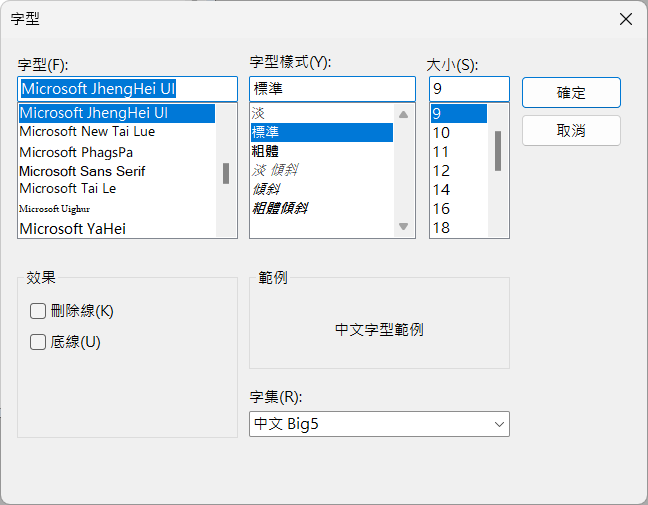 字型
字型(F):
Microsoft JhengHei UI
Microsoft JhengHei UI
Microsoft New Tai Lue
Microsoft PhagsPa
Microsoft Sans Serif
Microsoft Tai Le
Microsoft Uighur
Microsoft YaHei
字型樣式(Y):
標準
淡
標準
粗體
淡 傾斜
傾斜
粗體傾斜
大小(S):
9
9
10
11
12
14
16
18
確定
取消
效果
刪除線(K)
底線(U)
範例
中文字型範例
字集(R):
中文 Big5